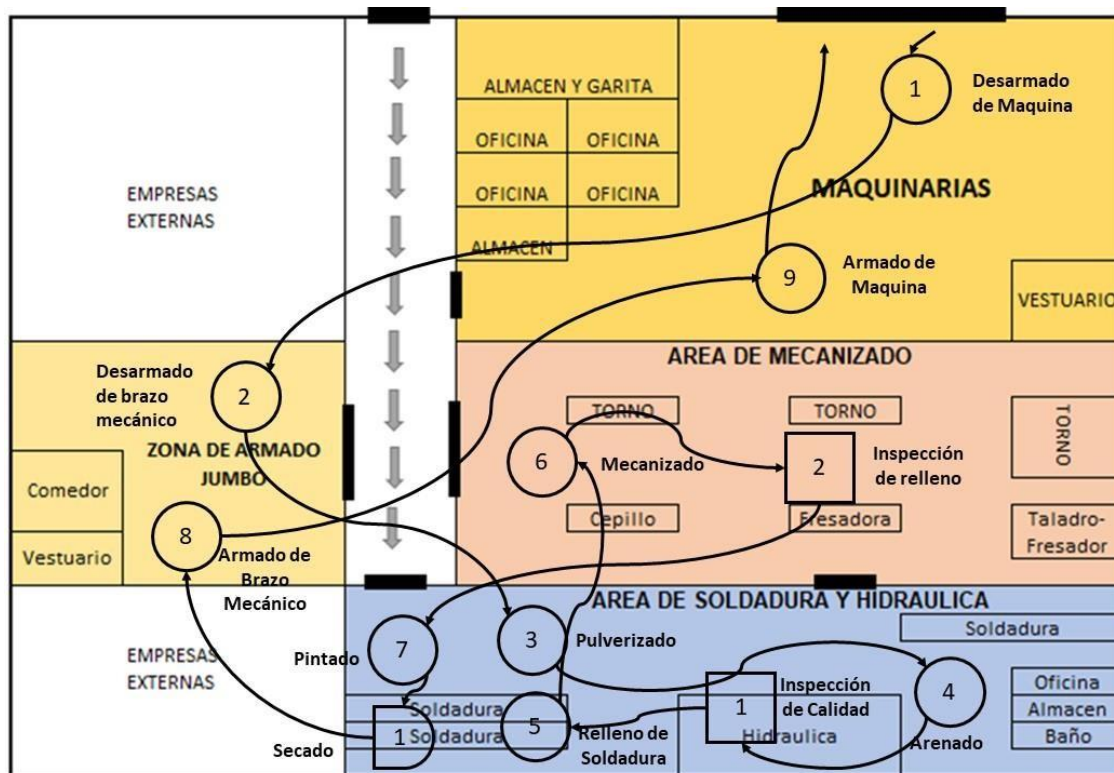 ALMACEN Y GARITA
1
Desarmado
de Maquina
OFICINA
OFICINA
OFICINA
OFICINA
ALMACEN
EMPRESAS
EXTERNAS
MAQUINARIAS
9
Armado de
Maquina
VESTUARIO
Desarmado
de brazo
mecánico
2
ZONA DE ARMADO
JUMBO
Comedor
Vestuario
8
Armado de
Brazo
Mecánico
AREA DE MECANIZADO
TORNO
TORNO
TORNO
6
Mecanizado
2
Inspección
de relleno
Cepillo
Fresadora
Taladro-
Fresador
EMPRESAS
EXTERNAS
AREA DE SOLDADURA Y HIDRAULICA
Soldadura
Pintado
7
3
Pulverizado
Inspección
de Calidad
1
4
Arenado
Oficina
Almacen
Baño
Soldadura
Soldadura
Secado
1
5
Relleno de
Soldadura
Hidraulica